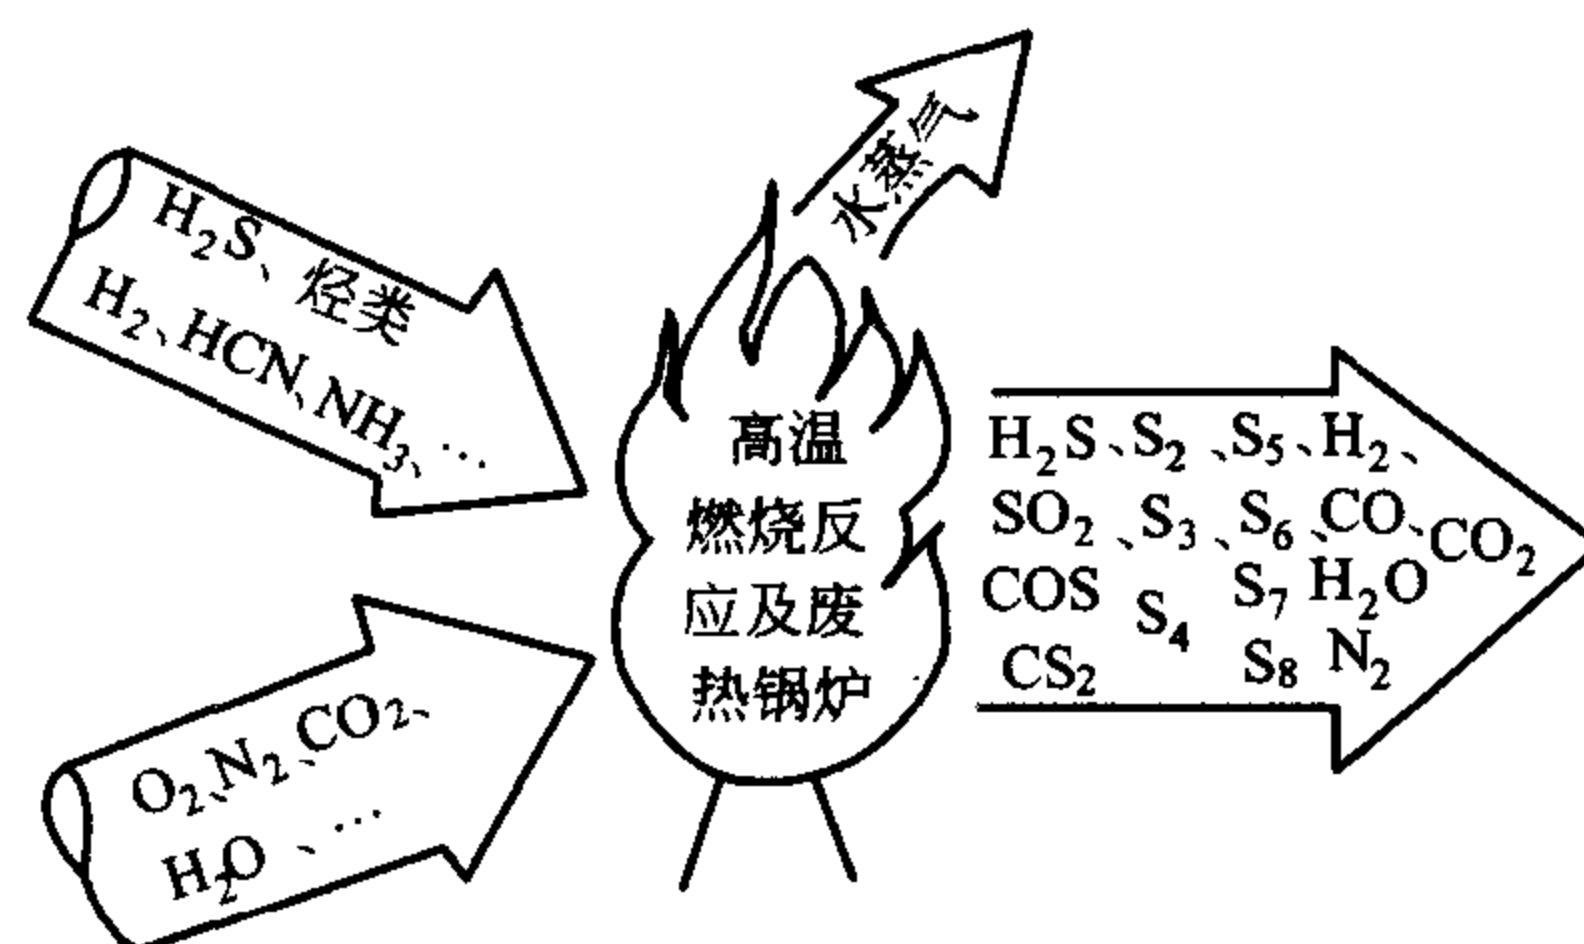 水蒸气
H₂S、烃类
H₂、HCN、NH₃、…
O₂、N₂、CO₂、
H₂O、…
高温
燃烧反
应及废
热锅炉
H₂S、S₂、S₅、H₂、
SO₂、S₃、S₆、CO、CO₂
COS S₄ S₇ H₂O
CS₂ S₈ N₂